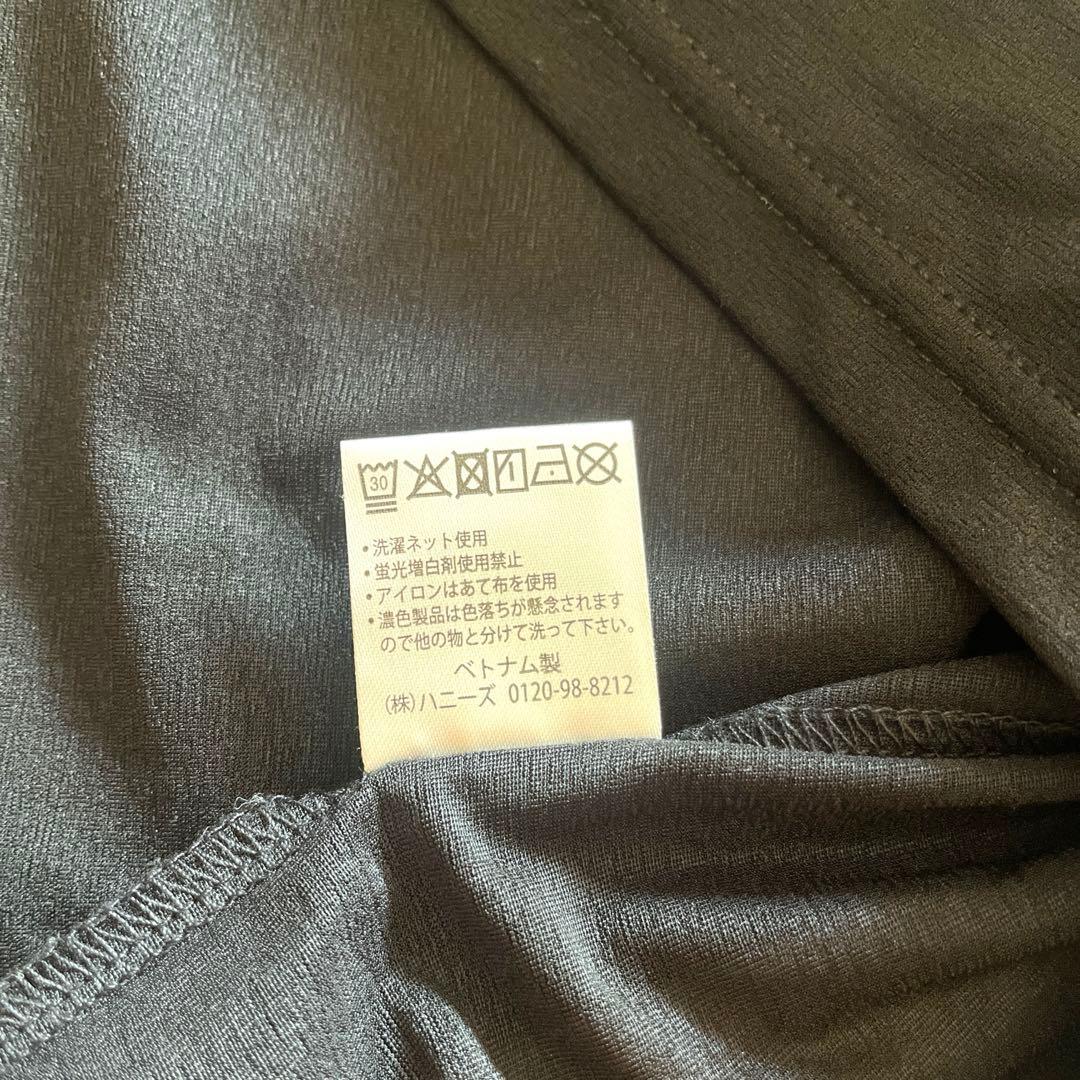 30
・洗濯ネット使用
・蛍光増白剤使用禁止
・アイロンはあて布を使用
・濃色製品は色落ちが懸念されます
ので他の物と分けて洗って下さい。
ベトナム製
(株)ハニーズ 0120-98-8212